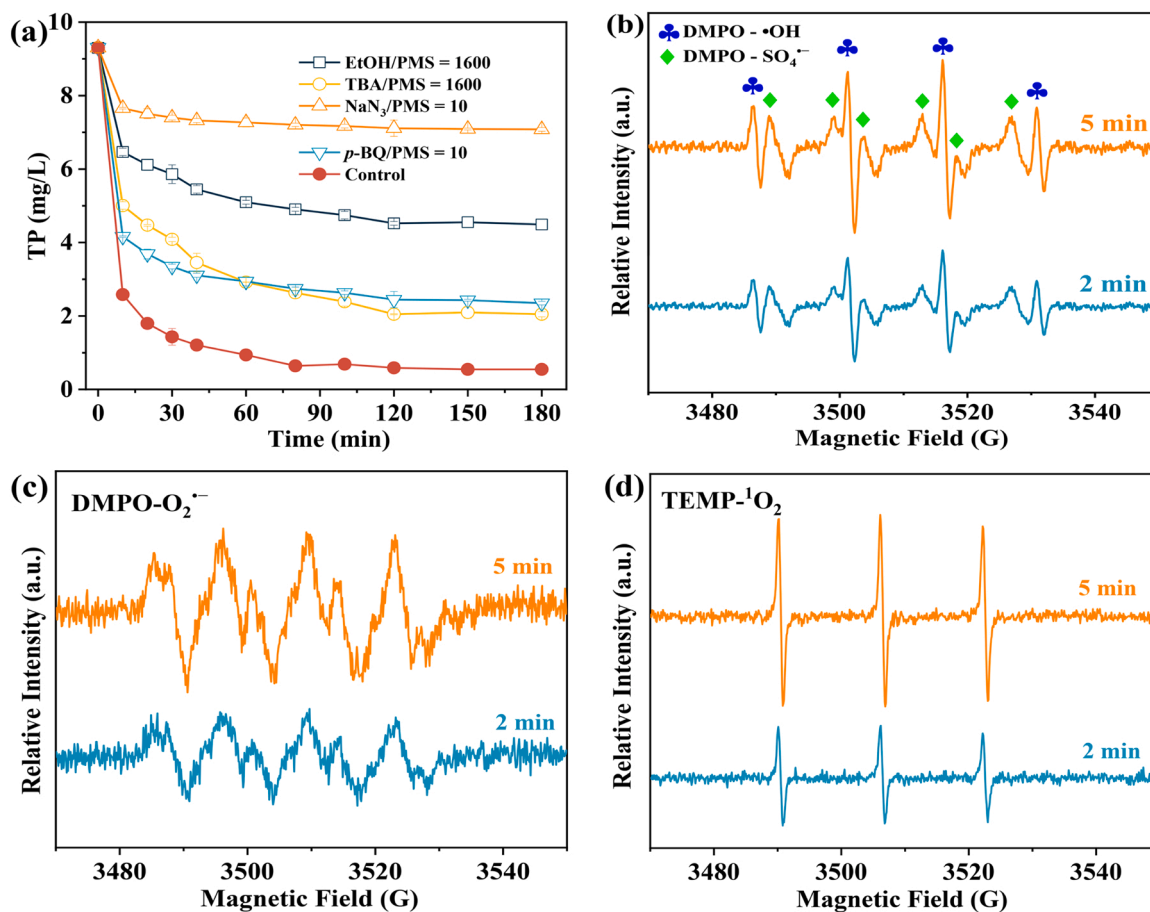 (a)
EtOH/PMS = 1600
TBA/PMS = 1600
NaN₃/PMS = 10
p-BQ/PMS = 10
Control
TP (mg/L)
10
8
6
4
2
0
0 30 60 90 120 150 180
Time (min)
(b)
DMPO - •OH
DMPO - SO₄•−
5 min
2 min
Relative Intensity (a.u.)
3480 3500 3520 3540
Magnetic Field (G)
(c)
DMPO-O₂•−
5 min
2 min
Relative Intensity (a.u.)
3480 3500 3520 3540
Magnetic Field (G)
(d)
TEMP-¹O₂
5 min
2 min
Relative Intensity (a.u.)
3480 3500 3520 3540
Magnetic Field (G)